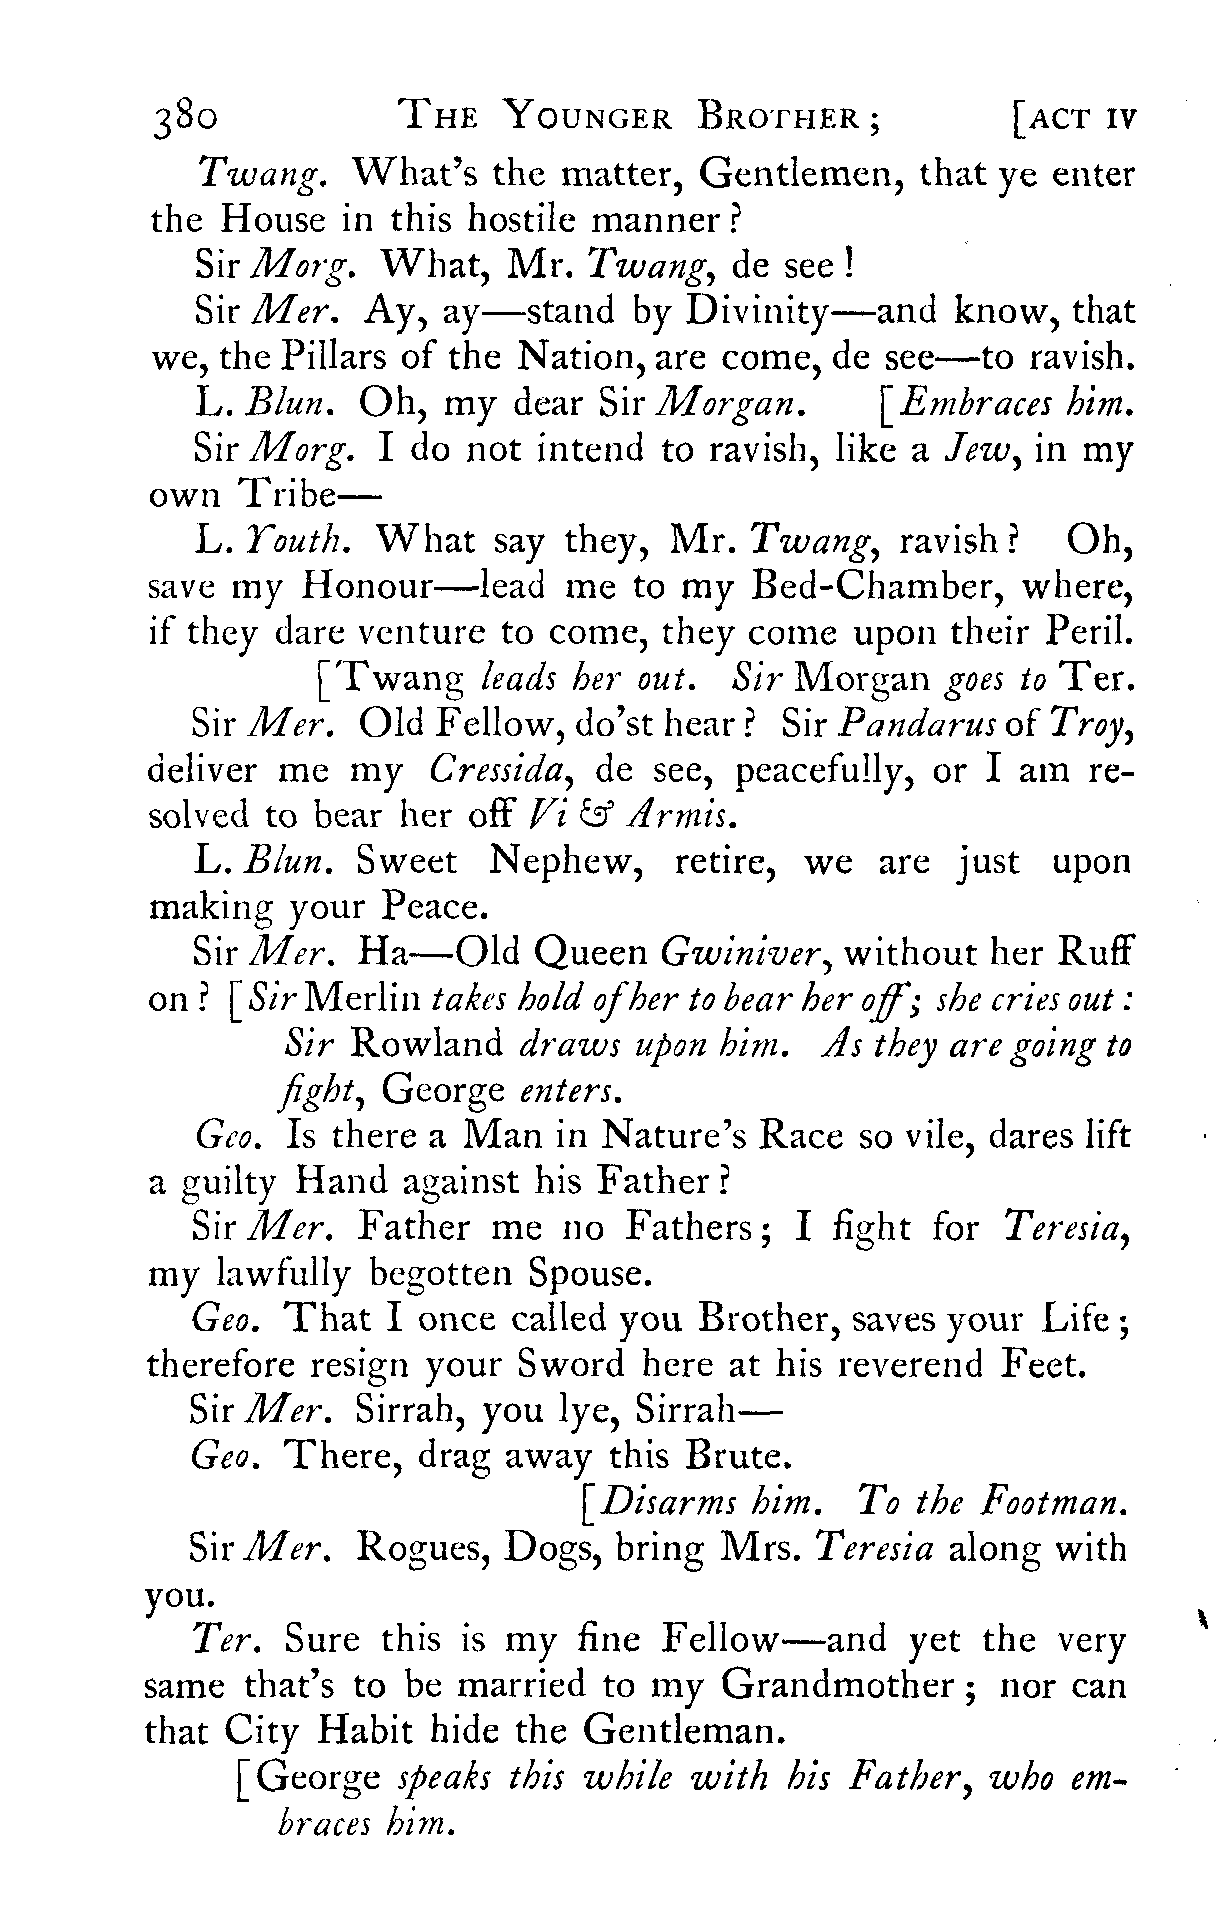 380 THE YOUNGER BROTHER; [ACT IV
Twang. What's the matter, Gentlemen, that ye enter
the House in this hostile manner?
Sir Morg. What, Mr. Twang, de see!
Sir Mer. Ay, ay—stand by Divinity—and know, that
we, the Pillars of the Nation, are come, de see—to ravish.
L. Blun. Oh, my dear Sir Morgan. [Embraces him.
Sir Morg. I do not intend to ravish, like a Jew, in my
own Tribe—
L. Youth. What say they, Mr. Twang, ravish? Oh,
save my Honour—lead me to my Bed-Chamber, where,
if they dare venture to come, they come upon their Peril.
[Twang leads her out. Sir Morgan goes to Ter.
Sir Mer. Old Fellow, do'st hear? Sir Pandarus of Troy,
deliver me my Cressida, de see, peacefully, or I am re-
solved to bear her off Vi & Armis.
L. Blun. Sweet Nephew, retire, we are just upon
making your Peace.
Sir Mer. Ha—Old Queen Gwiniver, without her Ruff
on? [Sir Merlin takes hold of her to bear her off; she cries out:
Sir Rowland draws upon him. As they are going to
fight, George enters.
Geo. Is there a Man in Nature's Race so vile, dares lift
a guilty Hand against his Father?
Sir Mer. Father me no Fathers; I fight for Teresia,
my lawfully begotten Spouse.
Geo. That I once called you Brother, saves your Life;
therefore resign your Sword here at his reverend Feet.
Sir Mer. Sirrah, you lye, Sirrah—
Geo. There, drag away this Brute.
[Disarms him. To the Footman.
Sir Mer. Rogues, Dogs, bring Mrs. Teresia along with
you.
Ter. Sure this is my fine Fellow—and yet the very
same that's to be married to my Grandmother; nor can
that City Habit hide the Gentleman.
[George speaks this while with his Father, who em-
braces him.